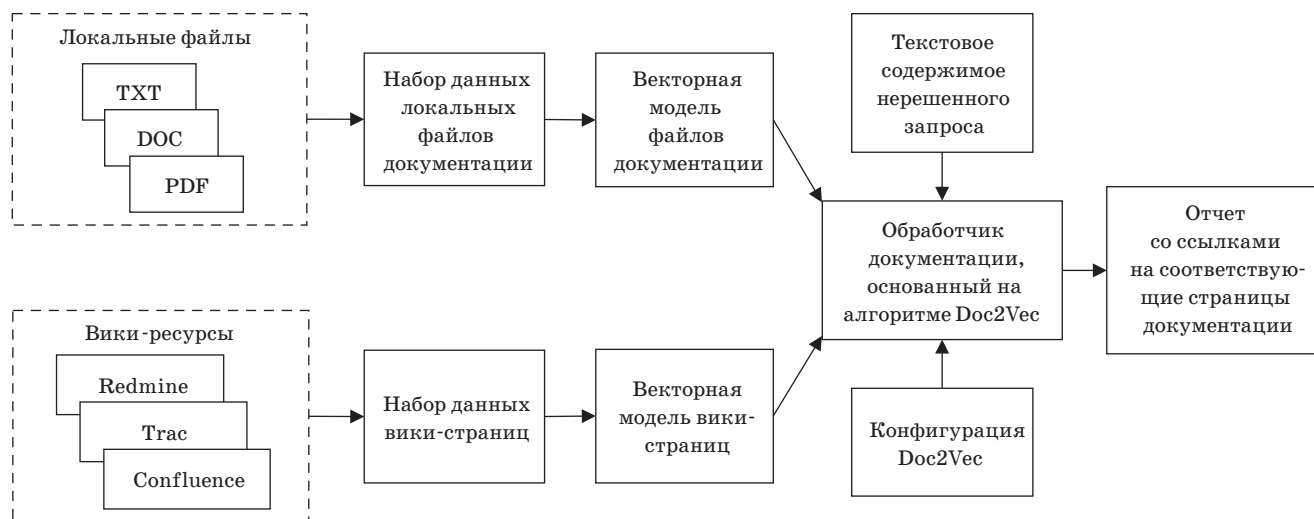 Локальные файлы
TXT
DOC
PDF
Набор данных
локальных
файлов
документации
Векторная
модель
файлов
документации
Текстовое
содержимое
нерешенного
запроса
Обработчик
документации,
основанный на
алгоритме Doc2Vec
Отчет
со ссылками
на соответствую-
щие страницы
документации
Вики-ресурсы
Redmine
Trac
Confluence
Набор данных
вики-страниц
Векторная
модель вики-
страниц
Конфигурация
Doc2Vec